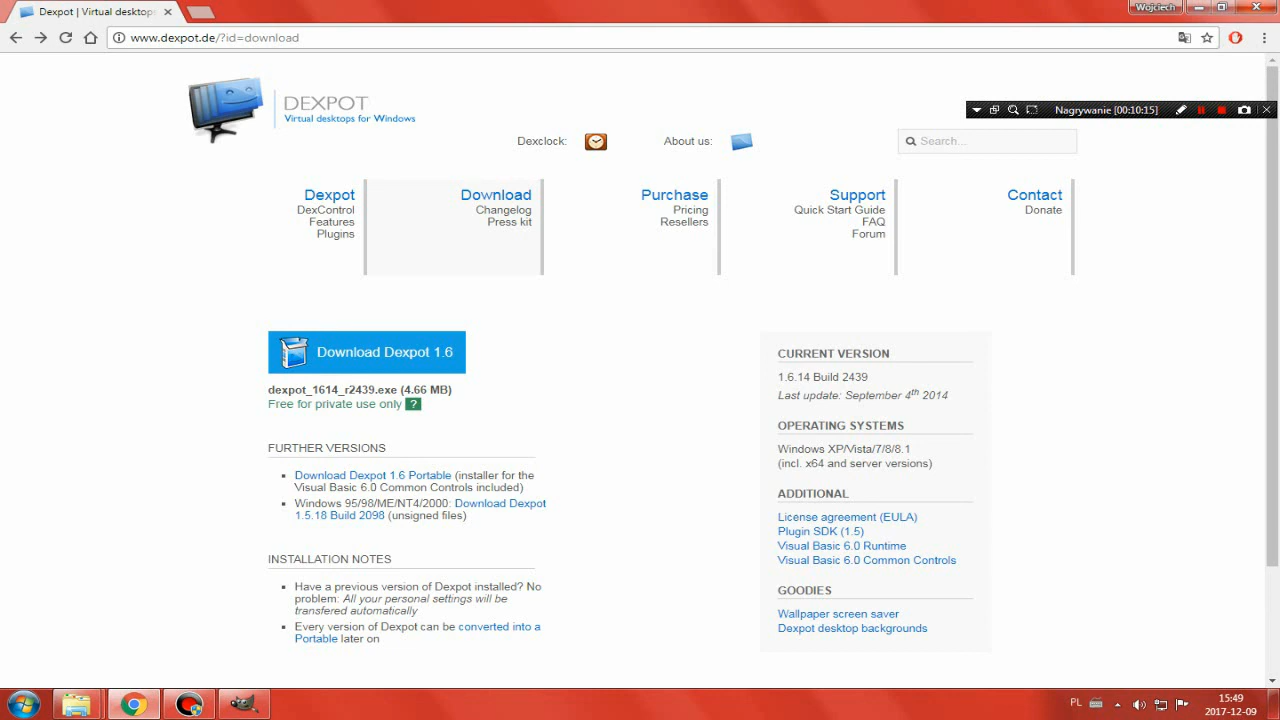 Dexpot | Virtual desktops
Wojciech
www.dexpot.de/?id=download
DEXPOT
Virtual desktops for Windows
Nagrywanie [00:10:15]
Dexclock:
About us:
Search...
Dexpot
DexControl
Features
Plugins
Download
Changelog
Press kit
Purchase
Pricing
Resellers
Support
Quick Start Guide
FAQ
Forum
Contact
Donate
Download Dexpot 1.6
dexpot_1614_r2439.exe (4.66 MB)
Free for private use only ?
FURTHER VERSIONS
Download Dexpot 1.6 Portable (installer for the
Visual Basic 6.0 Common Controls included)
Windows 95/98/ME/NT4/2000: Download Dexpot
1.5.18 Build 2098 (unsigned files)
INSTALLATION NOTES
Have a previous version of Dexpot installed? No
problem: All your personal settings will be
transfered automatically
Every version of Dexpot can be converted into a
Portable later on
CURRENT VERSION
1.6.14 Build 2439
Last update: September 4th 2014
OPERATING SYSTEMS
Windows XP/Vista/7/8/8.1
(incl. x64 and server versions)
ADDITIONAL
License agreement (EULA)
Plugin SDK (1.5)
Visual Basic 6.0 Runtime
Visual Basic 6.0 Common Controls
GOODIES
Wallpaper screen saver
Dexpot desktop backgrounds
PL
15:49
2017-12-09